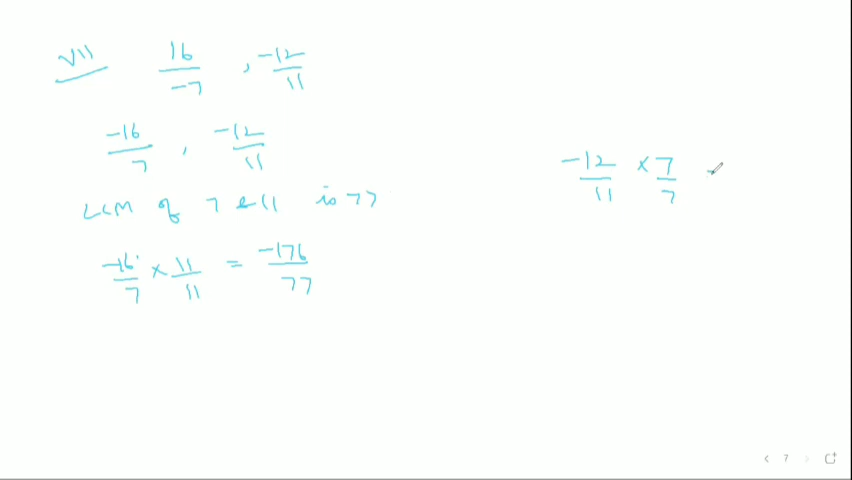 VII 16/-7 , -12/11
-16/7 , -12/11
LCM of 7 & 11 is 77
-16/7 × 11/11 = -176/77
-12/11 × 7/7
7